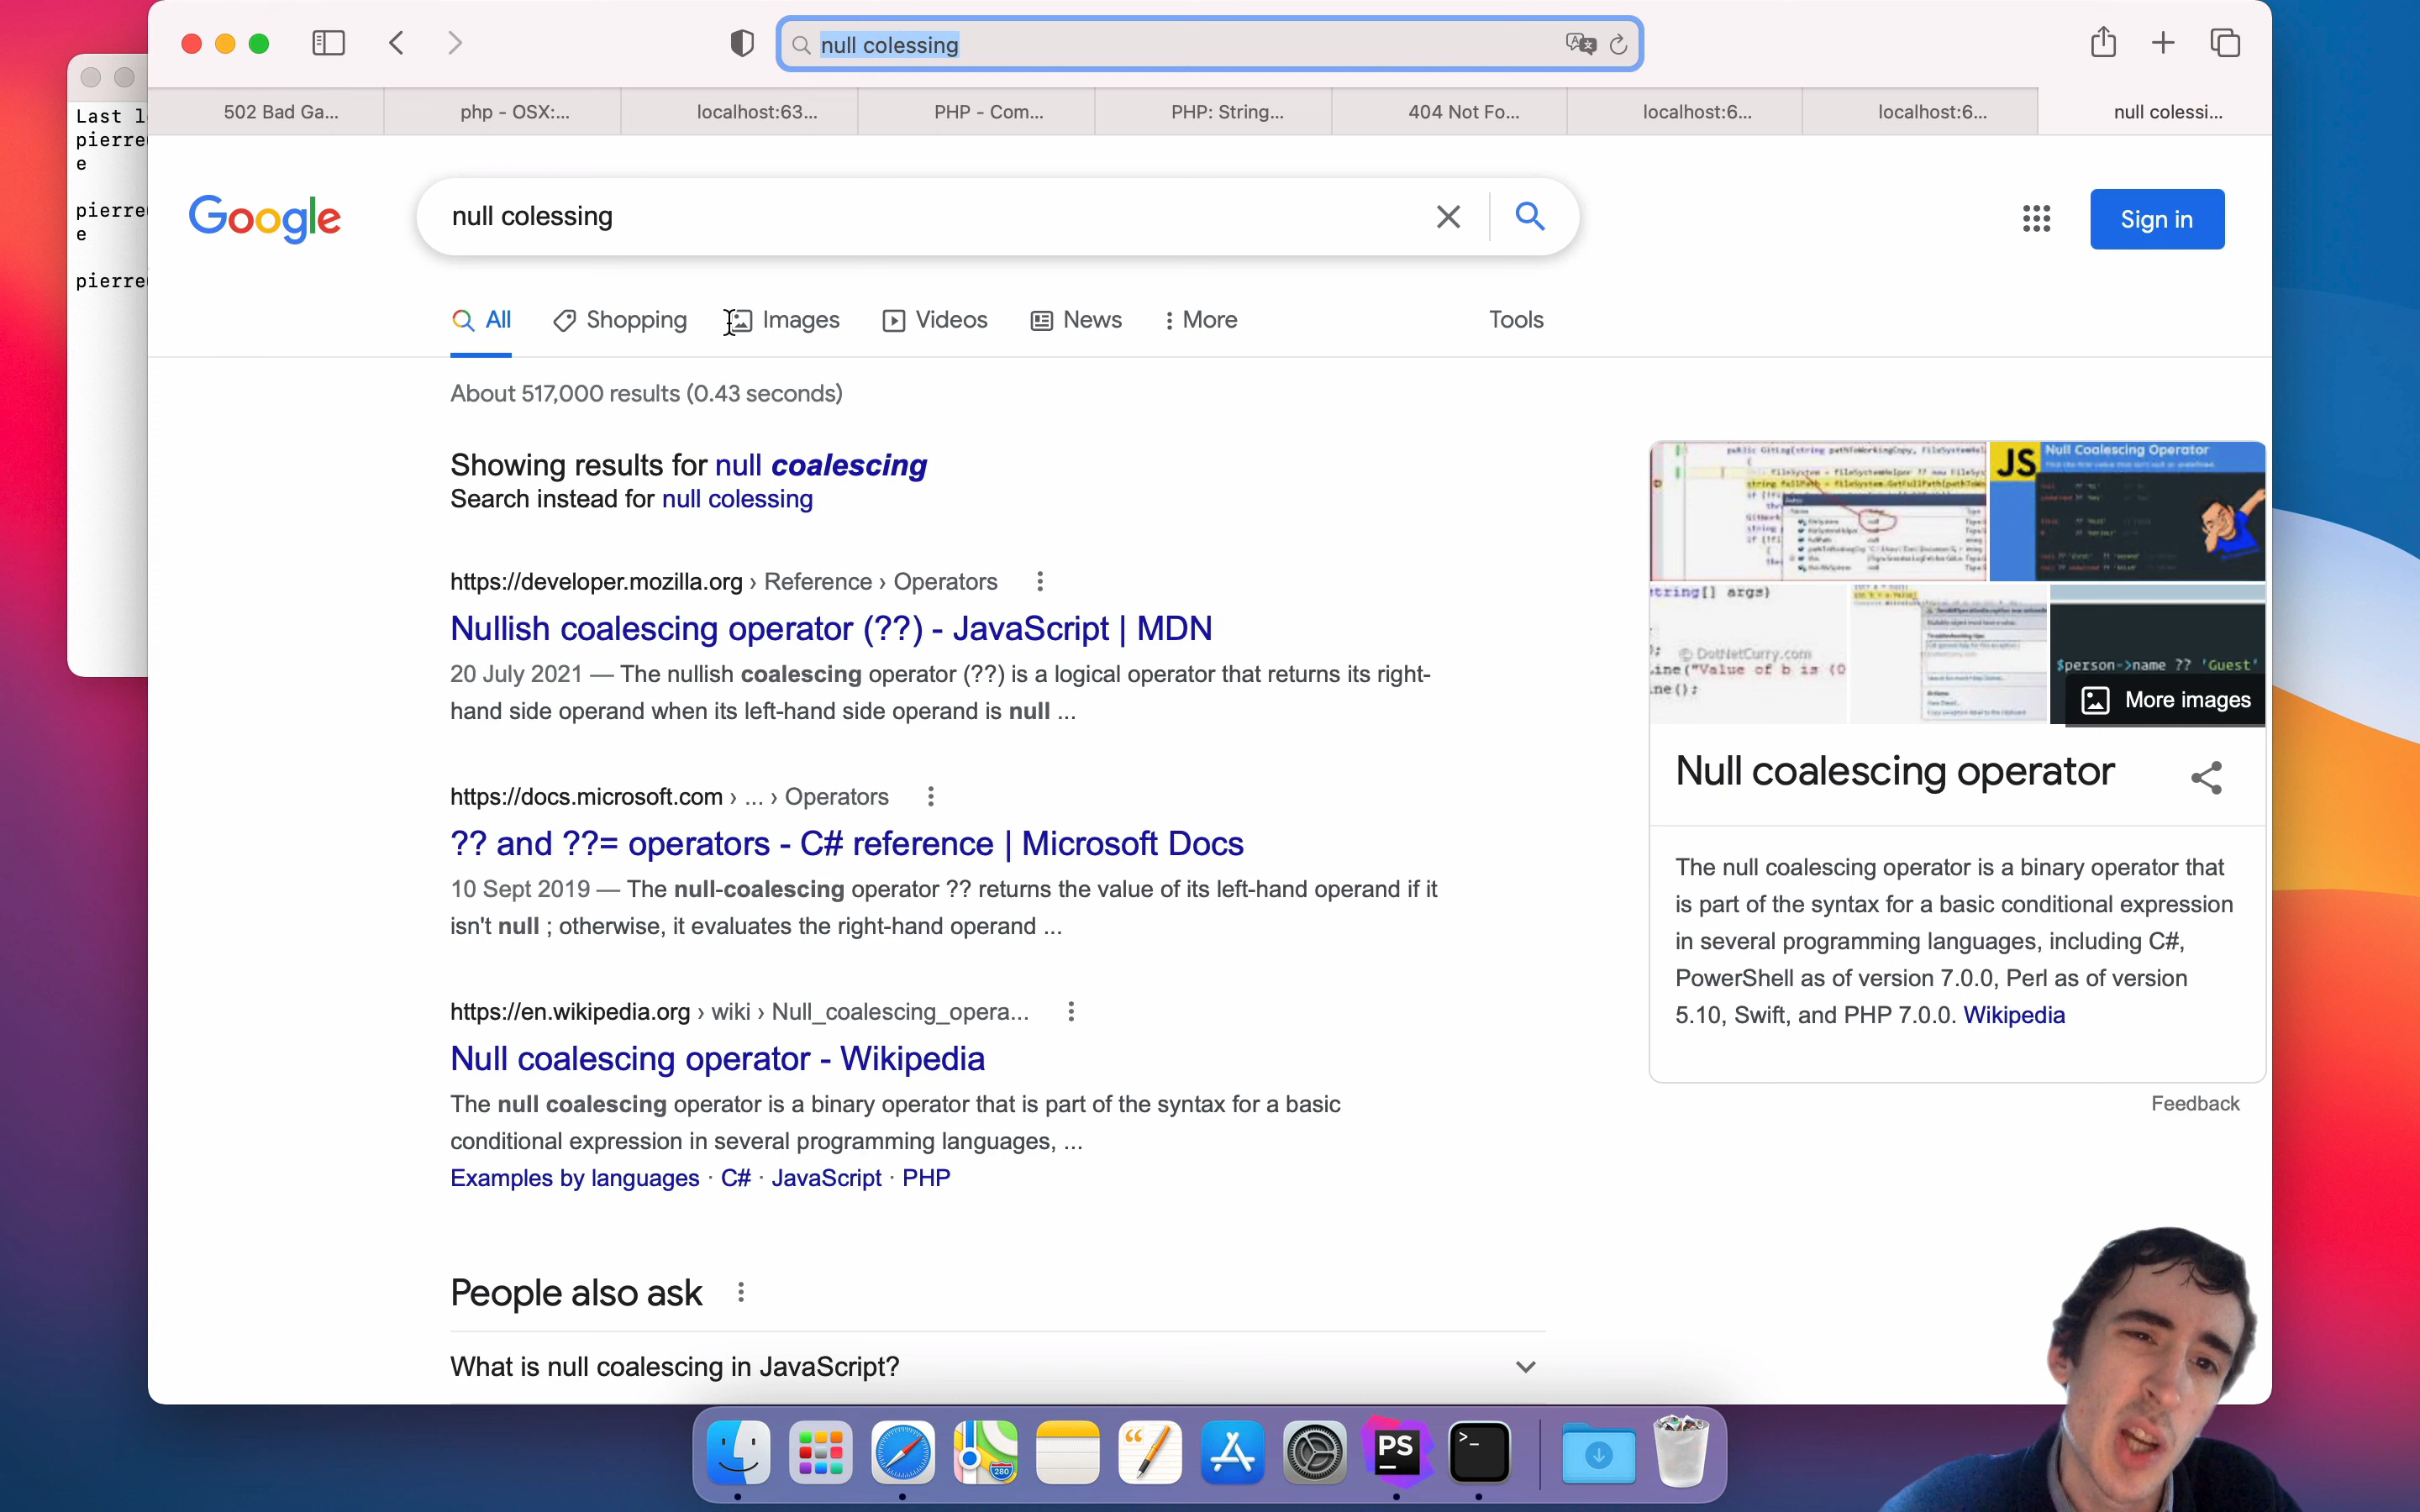 null colessing
502 Bad Ga...
php - OSX:...
localhost:63...
PHP - Com...
PHP: String...
404 Not Fo...
localhost:6...
localhost:6...
null colessi...
Last l
pierre
e
pierre
e
pierre
Google
null colessing
Sign in
All
Shopping
Images
Videos
News
More
Tools
About 517,000 results (0.43 seconds)
Showing results for null coalescing
Search instead for null colessing
https://developer.mozilla.org › Reference › Operators
Nullish coalescing operator (??) - JavaScript | MDN
20 July 2021 — The nullish coalescing operator (??) is a logical operator that returns its right-
hand side operand when its left-hand side operand is null ...
https://docs.microsoft.com › ... › Operators
?? and ??= operators - C# reference | Microsoft Docs
10 Sept 2019 — The null-coalescing operator ?? returns the value of its left-hand operand if it
isn't null ; otherwise, it evaluates the right-hand operand ...
https://en.wikipedia.org › wiki › Null_coalescing_opera...
Null coalescing operator - Wikipedia
The null coalescing operator is a binary operator that is part of the syntax for a basic
conditional expression in several programming languages, ...
Examples by languages · C# · JavaScript · PHP
People also ask
What is null coalescing in JavaScript?
JS
Null Coalescing Operator
string[] args)
© DotNetCurry.com
Line("Value of b is (0
ne();
$person->name ?? 'Guest'
More images
Null coalescing operator
The null coalescing operator is a binary operator that
is part of the syntax for a basic conditional expression
in several programming languages, including C#,
PowerShell as of version 7.0.0, Perl as of version
5.10, Swift, and PHP 7.0.0. Wikipedia
Feedback
280
PS
>_